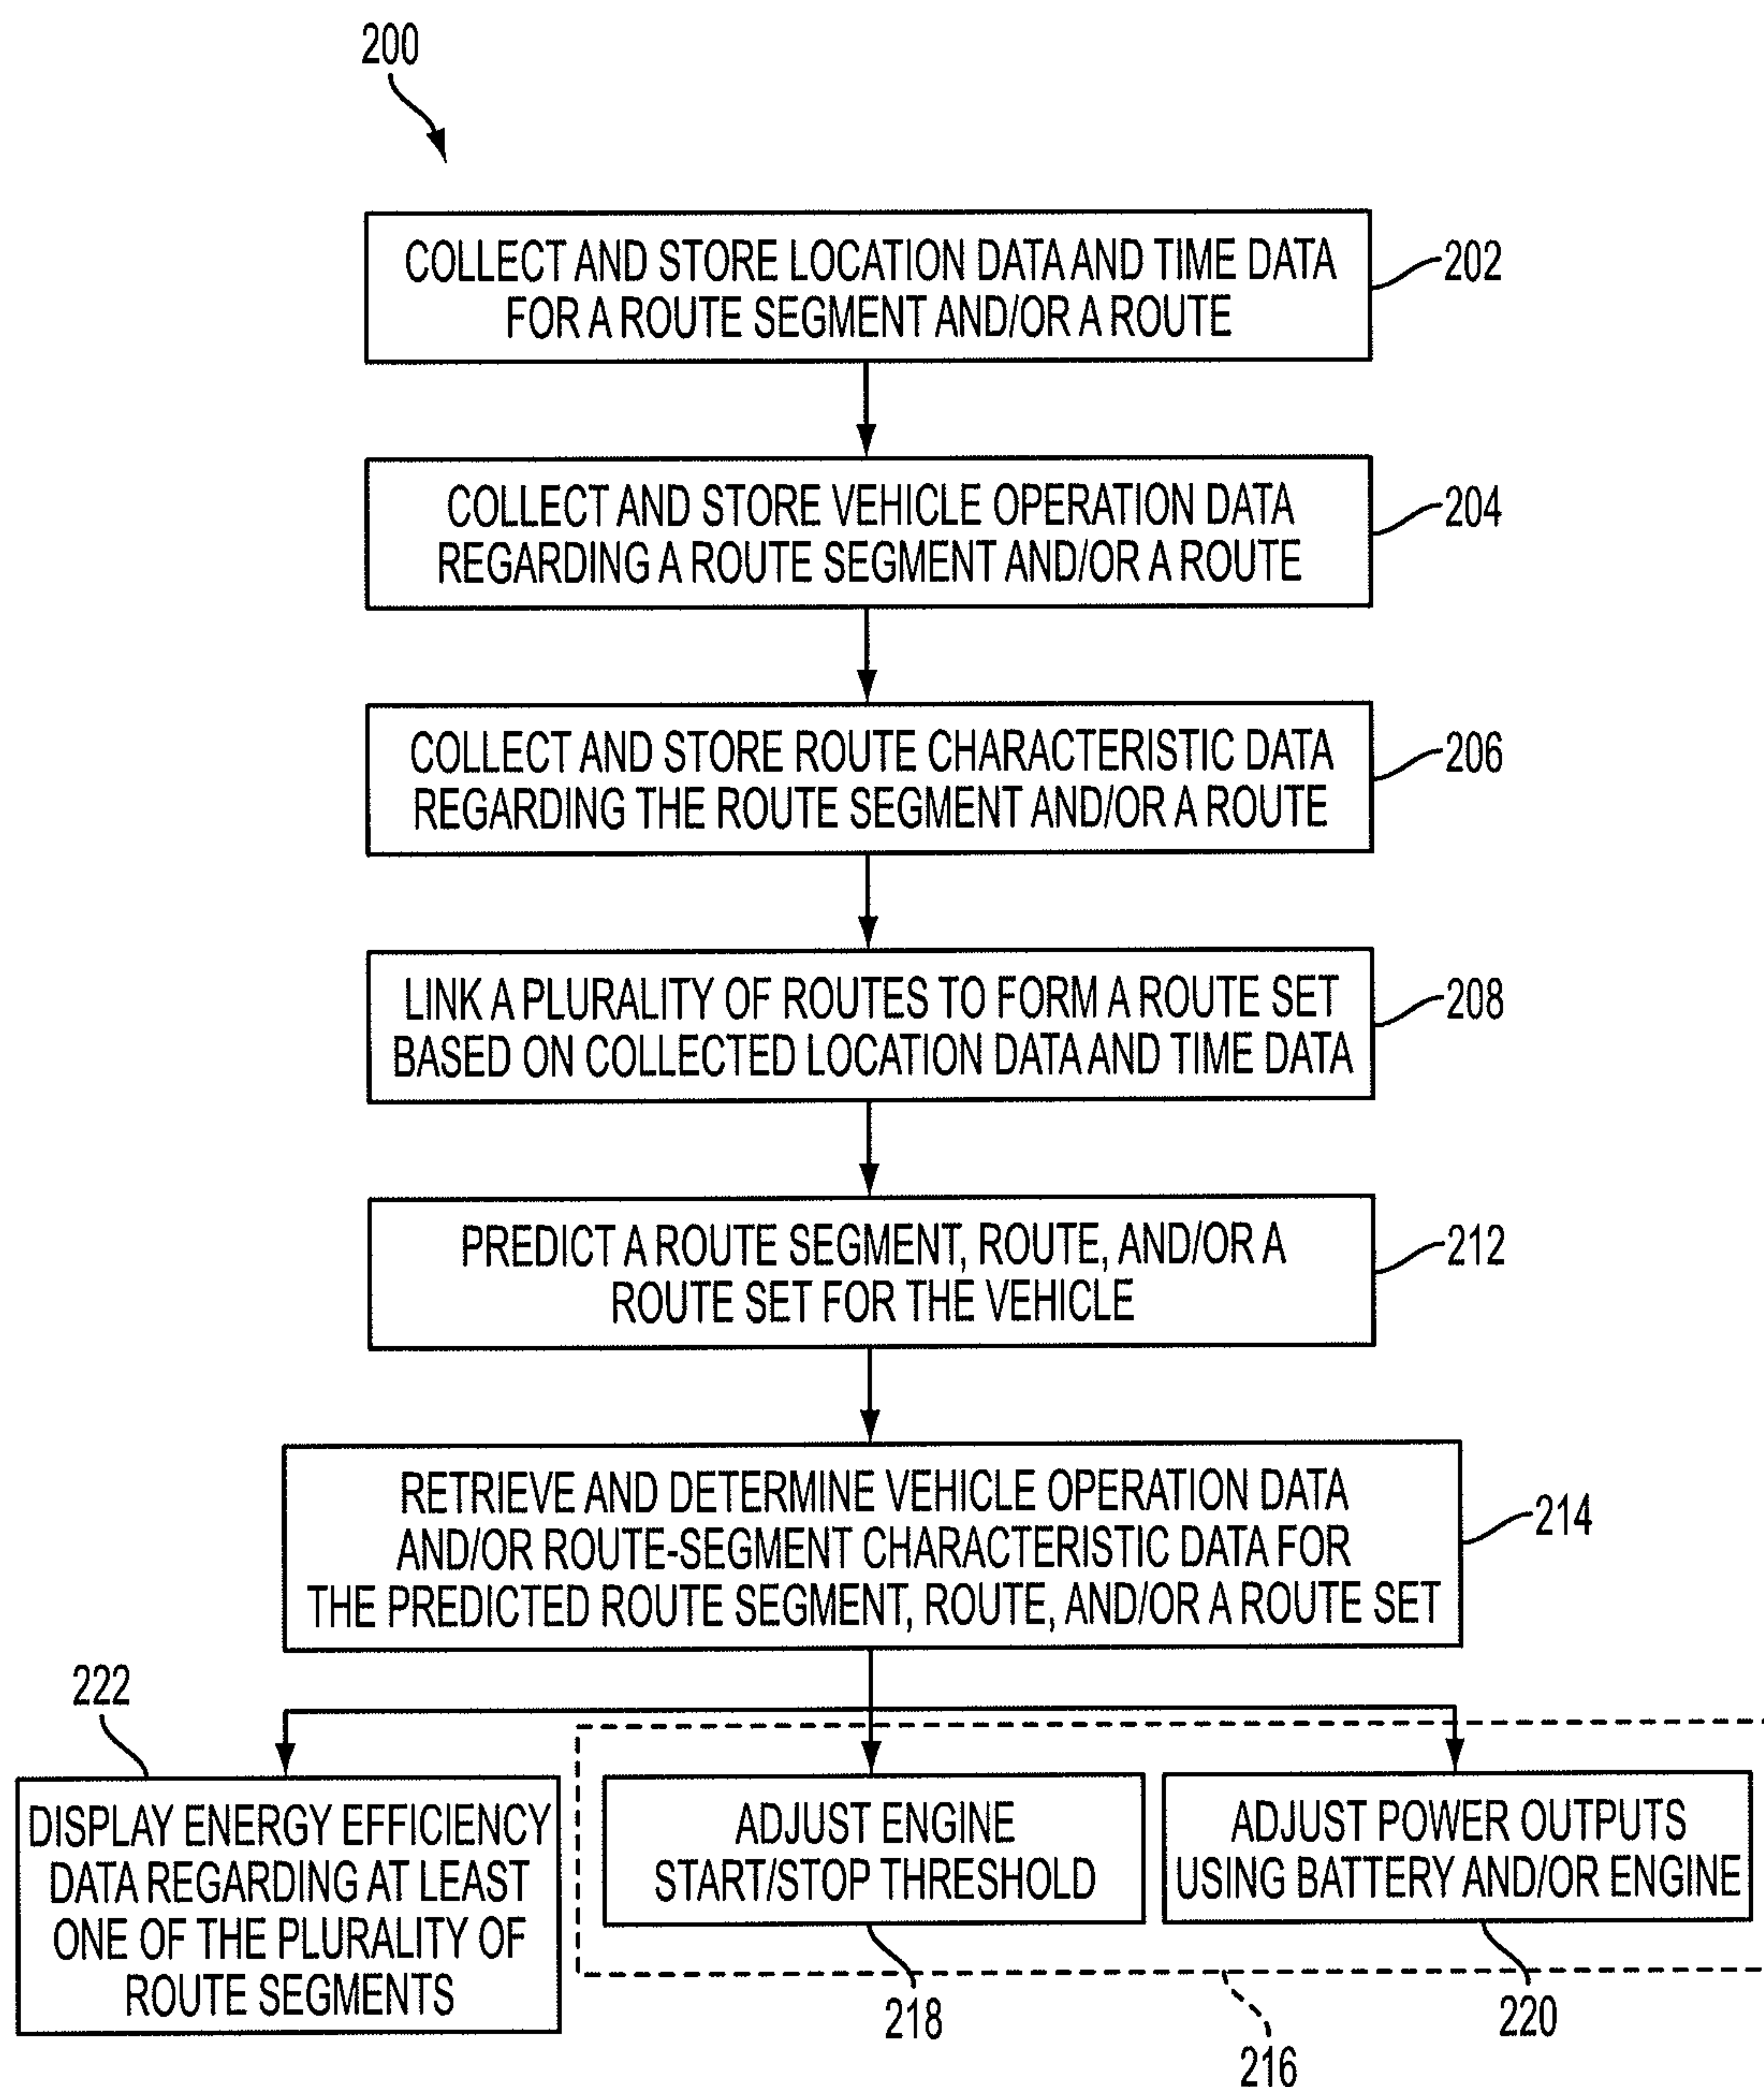 200
COLLECT AND STORE LOCATION DATA AND TIME DATA
FOR A ROUTE SEGMENT AND/OR A ROUTE
202
COLLECT AND STORE VEHICLE OPERATION DATA
REGARDING A ROUTE SEGMENT AND/OR A ROUTE
204
COLLECT AND STORE ROUTE CHARACTERISTIC DATA
REGARDING THE ROUTE SEGMENT AND/OR A ROUTE
206
LINK A PLURALITY OF ROUTES TO FORM A ROUTE SET
BASED ON COLLECTED LOCATION DATA AND TIME DATA
208
PREDICT A ROUTE SEGMENT, ROUTE, AND/OR A
ROUTE SET FOR THE VEHICLE
212
RETRIEVE AND DETERMINE VEHICLE OPERATION DATA
AND/OR ROUTE-SEGMENT CHARACTERISTIC DATA FOR
THE PREDICTED ROUTE SEGMENT, ROUTE, AND/OR A ROUTE SET
214
222
DISPLAY ENERGY EFFICIENCY
DATA REGARDING AT LEAST
ONE OF THE PLURALITY OF
ROUTE SEGMENTS
ADJUST ENGINE
START/STOP THRESHOLD
218
ADJUST POWER OUTPUTS
USING BATTERY AND/OR ENGINE
220
216